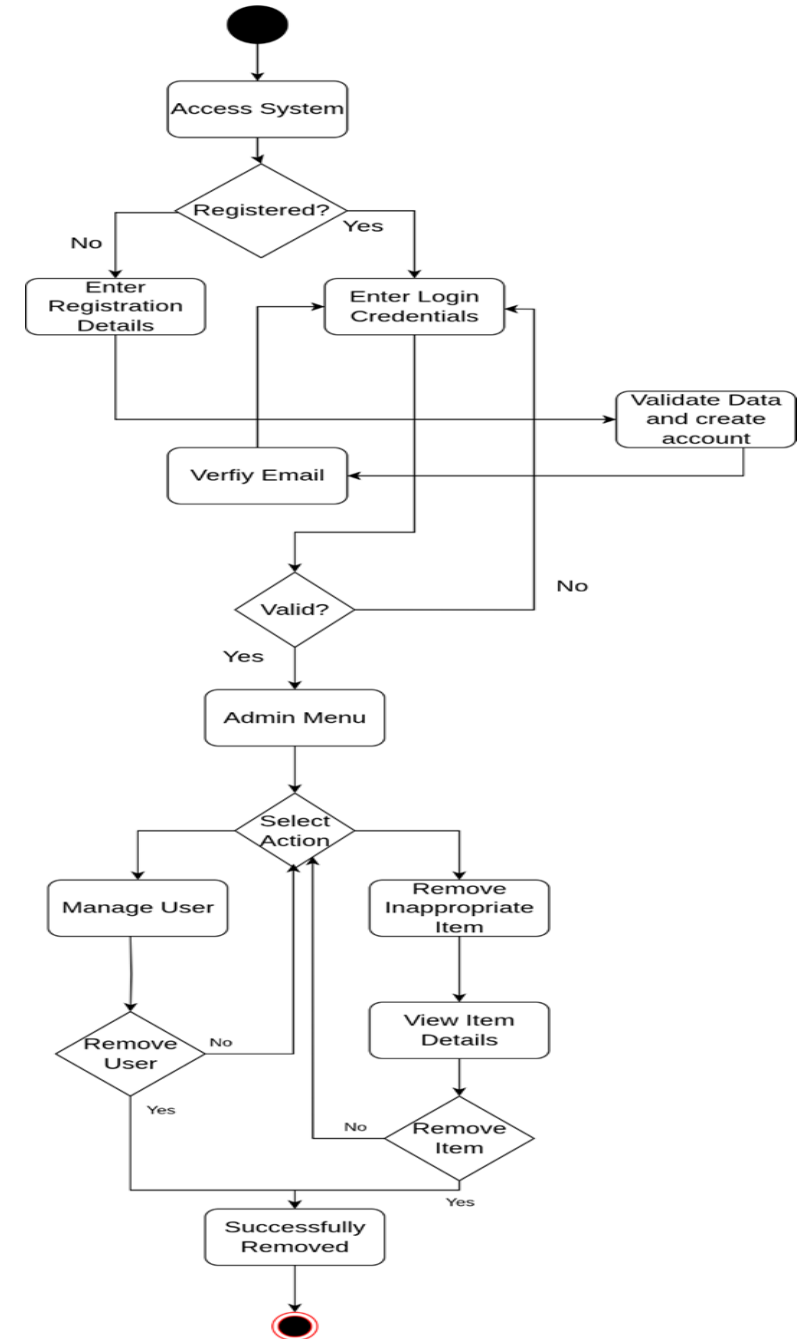 Access System
Registered?
Yes
No
Enter
Registration
Details
Enter Login
Credentials
Validate Data
and create
account
Verfiy Email
Valid?
No
Yes
Admin Menu
Select
Action
Manage User
Remove
Inappropriate
Item
View Item
Details
Remove
User
No
Yes
No
Remove
Item
Yes
Successfully
Removed